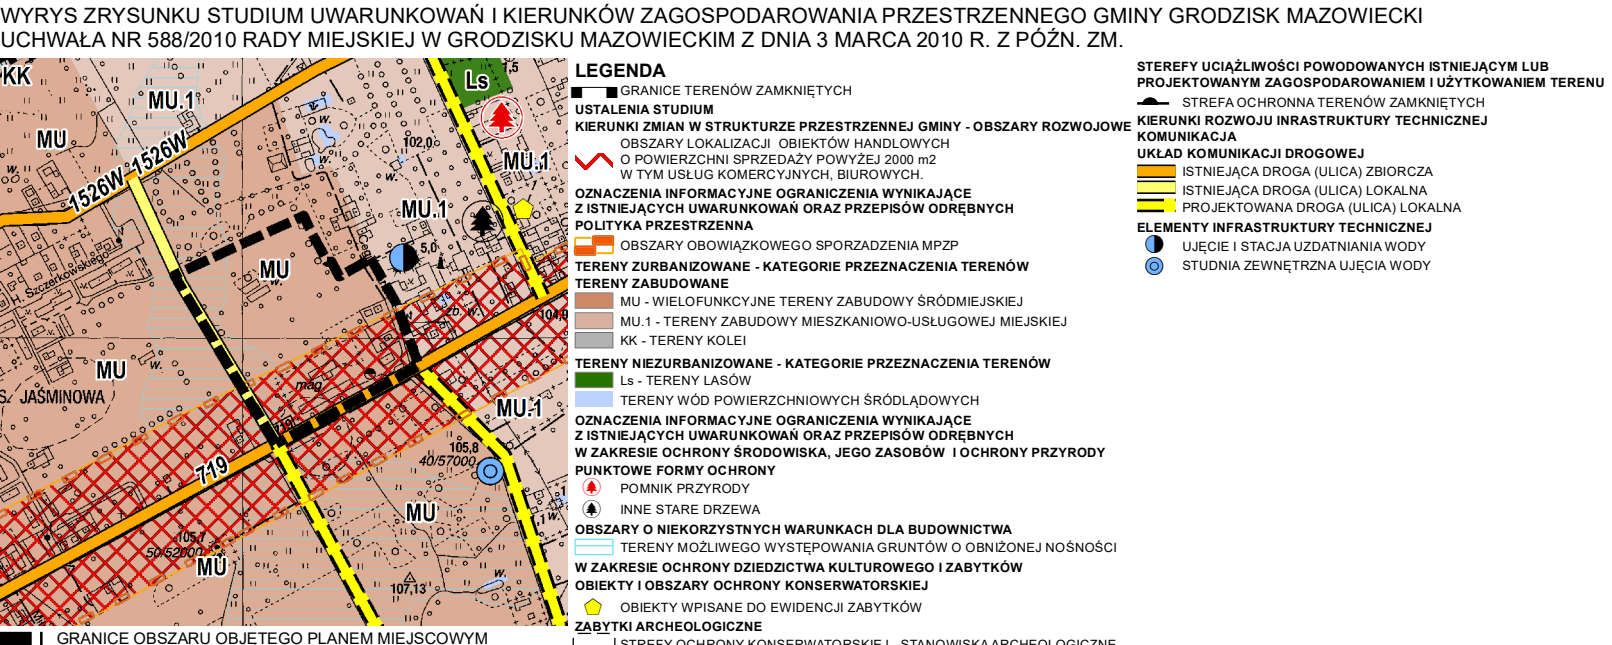 WYRYS ZRYSUNKU STUDIUM UWARUNKOWAŃ I KIERUNKÓW ZAGOSPODAROWANIA PRZESTRZENNEGO GMINY GRODZISK MAZOWIECKI
UCHWAŁA NR 588/2010 RADY MIEJSKIEJ W GRODZISKU MAZOWIECKIM Z DNIA 3 MARCA 2010 R. Z PÓŹN. ZM.
KK
MU.1
MU
1526W
1526W
Ls
1,5
w.
102,0
MU.1
MU.1
5,0
MU
w.
H. Szczerkowskiego
zb. w.
104,9
MU
w.
S. JAŚMINOWA
mag
MU.1
719
105,8
40/57000
MU
105,7
50/52000
MU
107,13
w.
GRANICE OBSZARU OBJETEGO PLANEM MIEJSCOWYM
LEGENDA
GRANICE TERENÓW ZAMKNIĘTYCH
USTALENIA STUDIUM
KIERUNKI ZMIAN W STRUKTURZE PRZESTRZENNEJ GMINY - OBSZARY ROZWOJOWE
OBSZARY LOKALIZACJI OBIEKTÓW HANDLOWYCH
O POWIERZCHNI SPRZEDAŻY POWYŻEJ 2000 m2
W TYM USŁUG KOMERCYJNYCH, BIUROWYCH.
OZNACZENIA INFORMACYJNE OGRANICZENIA WYNIKAJĄCE
Z ISTNIEJĄCYCH UWARUNKOWAŃ ORAZ PRZEPISÓW ODRĘBNYCH
POLITYKA PRZESTRZENNA
OBSZARY OBOWIĄZKOWEGO SPORZADZENIA MPZP
TERENY ZURBANIZOWANE - KATEGORIE PRZEZNACZENIA TERENÓW
TERENY ZABUDOWANE
MU - WIELOFUNKCYJNE TERENY ZABUDOWY ŚRÓDMIEJSKIEJ
MU.1 - TERENY ZABUDOWY MIESZKANIOWO-USŁUGOWEJ MIEJSKIEJ
KK - TERENY KOLEI
TERENY NIEZURBANIZOWANE - KATEGORIE PRZEZNACZENIA TERENÓW
Ls - TERENY LASÓW
TERENY WÓD POWIERZCHNIOWYCH ŚRÓDLĄDOWYCH
OZNACZENIA INFORMACYJNE OGRANICZENIA WYNIKAJĄCE
Z ISTNIEJĄCYCH UWARUNKOWAŃ ORAZ PRZEPISÓW ODRĘBNYCH
W ZAKRESIE OCHRONY ŚRODOWISKA, JEGO ZASOBÓW I OCHRONY PRZYRODY
PUNKTOWE FORMY OCHRONY
POMNIK PRZYRODY
INNE STARE DRZEWA
OBSZARY O NIEKORZYSTNYCH WARUNKACH DLA BUDOWNICTWA
TERENY MOŻLIWEGO WYSTĘPOWANIA GRUNTÓW O OBNIŻONEJ NOŚNOŚCI
W ZAKRESIE OCHRONY DZIEDZICTWA KULTUROWEGO I ZABYTKÓW
OBIEKTY I OBSZARY OCHRONY KONSERWATORSKIEJ
OBIEKTY WPISANE DO EWIDENCJI ZABYTKÓW
ZABYTKI ARCHEOLOGICZNE
STREFY OCHRONY KONSERWATORSKIEJ - STANOWISKA ARCHEOLOGICZNE
STEREFY UCIĄŻLIWOŚCI POWODOWANYCH ISTNIEJĄCYM LUB
PROJEKTOWANYM ZAGOSPODAROWANIEM I UŻYTKOWANIEM TERENU
STREFA OCHRONNA TERENÓW ZAMKNIĘTYCH
KIERUNKI ROZWOJU INRASTRUKTURY TECHNICZNEJ
KOMUNIKACJA
UKŁAD KOMUNIKACJI DROGOWEJ
ISTNIEJĄCA DROGA (ULICA) ZBIORCZA
ISTNIEJĄCA DROGA (ULICA) LOKALNA
PROJEKTOWANA DROGA (ULICA) LOKALNA
ELEMENTY INFRASTRUKTURY TECHNICZNEJ
UJĘCIE I STACJA UZDATNIANIA WODY
STUDNIA ZEWNĘTRZNA UJĘCIA WODY